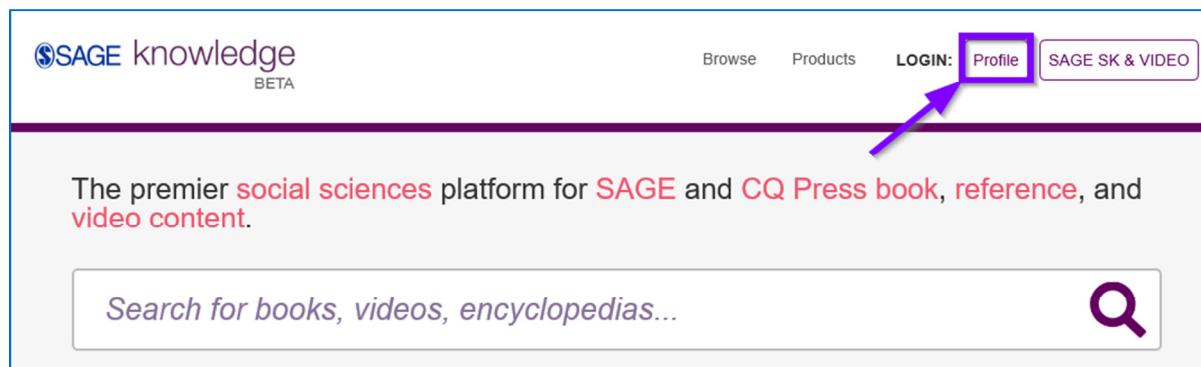 SAGE knowledge
BETA
Browse Products LOGIN: Profile SAGE SK & VIDEO
The premier social sciences platform for SAGE and CQ Press book, reference, and
video content.
Search for books, videos, encyclopedias...